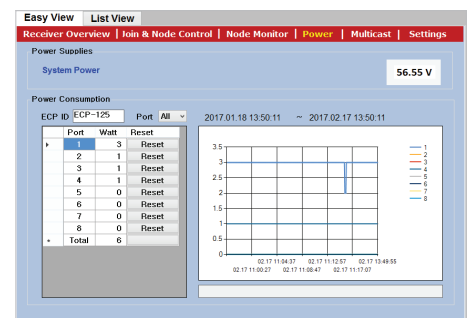 Easy View List View
Receiver Overview | Join & Node Control | Node Monitor | Power | Multicast | Settings
Power Supplies
System Power
56.55 V
Power Consumption
ECP ID ECP-125 Port All 2017.01.18 13:50:11 ~ 2017.02.17 13:50:11
Port Watt Reset
1 3 Reset
2 1 Reset
3 1 Reset
4 1 Reset
5 0 Reset
6 0 Reset
7 0 Reset
8 0 Reset
* Total 6
3.5
3
2.5
2
1.5
1
0.5
0
02.17 11:04:37 02.17 11:12:57 02.17 13:49:55
02.17 11:00:27 02.17 11:08:47 02.17 11:17:07
1
2
3
4
5
6
7
8